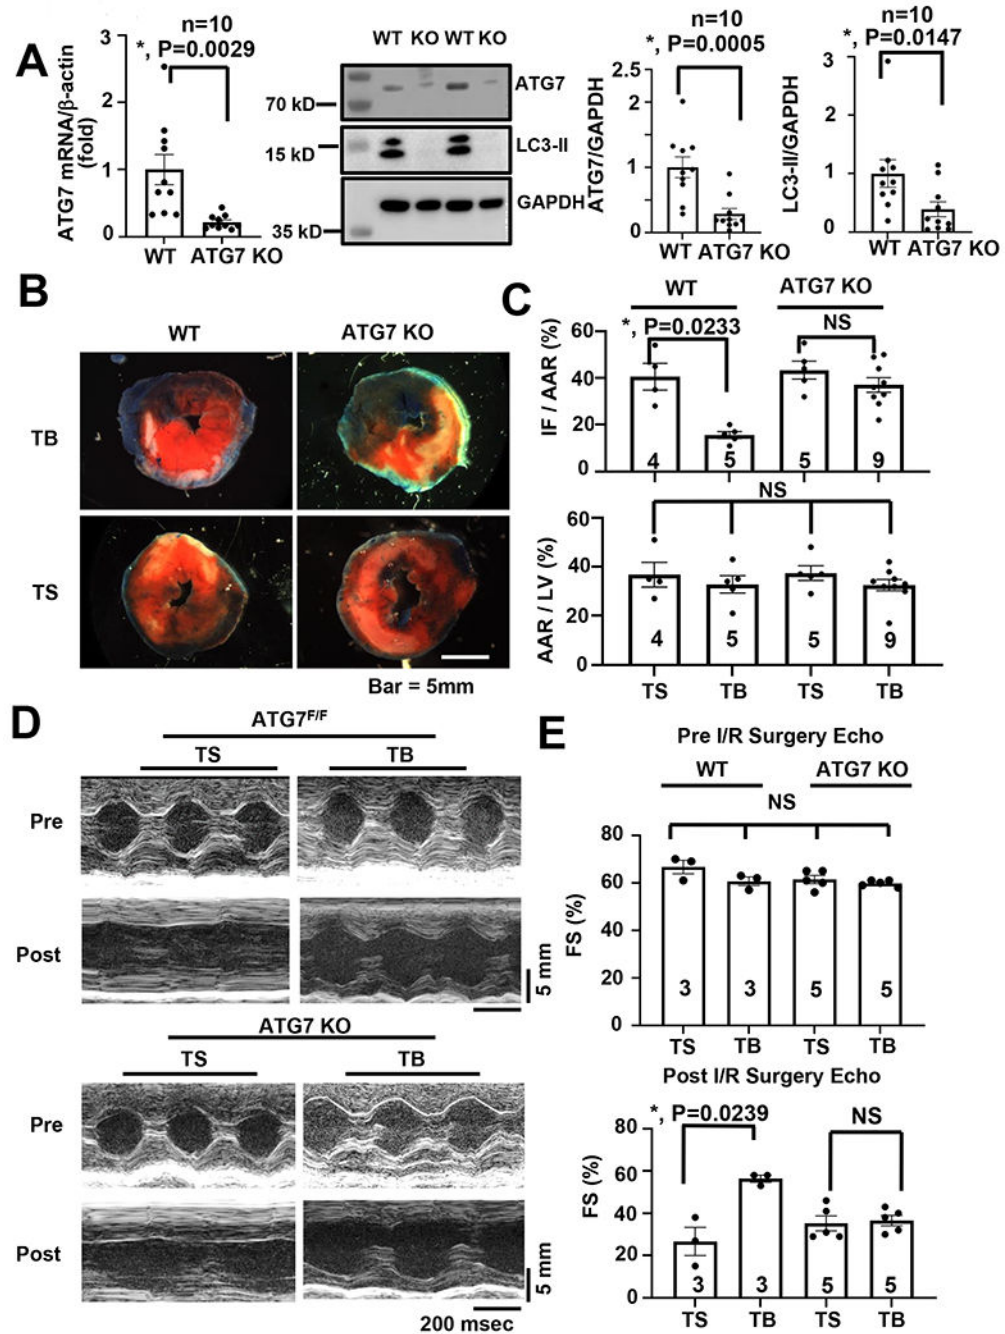 A
n=10
*, P=0.0029
ATG7 mRNA/β-actin
(fold)
3
2
1
0
WT ATG7 KO
WT KO WT KO
ATG7
70 kD
LC3-II
15 kD
GAPDH
35 kD
n=10
*, P=0.0005
ATG7/GAPDH
2.5
2
1
0
WT ATG7 KO
n=10
*, P=0.0147
LC3-II/GAPDH
3
2
1
0
WT ATG7 KO
B
WT ATG7 KO
TB
TS
Bar = 5mm
C
WT ATG7 KO
*, P=0.0233
NS
IF / AAR (%)
60
40
20
0
4 5 5 9
NS
AAR / LV (%)
60
40
20
0
4 5 5 9
TS TB TS TB
D
ATG7F/F
TS TB
Pre
Post
5 mm
ATG7 KO
TS TB
Pre
Post
5 mm
200 msec
E
Pre I/R Surgery Echo
WT ATG7 KO
NS
FS (%)
80
60
40
20
0
3 3 5 5
TS TB TS TB
Post I/R Surgery Echo
*, P=0.0239
NS
FS (%)
80
60
40
20
0
3 3 5 5
TS TB TS TB